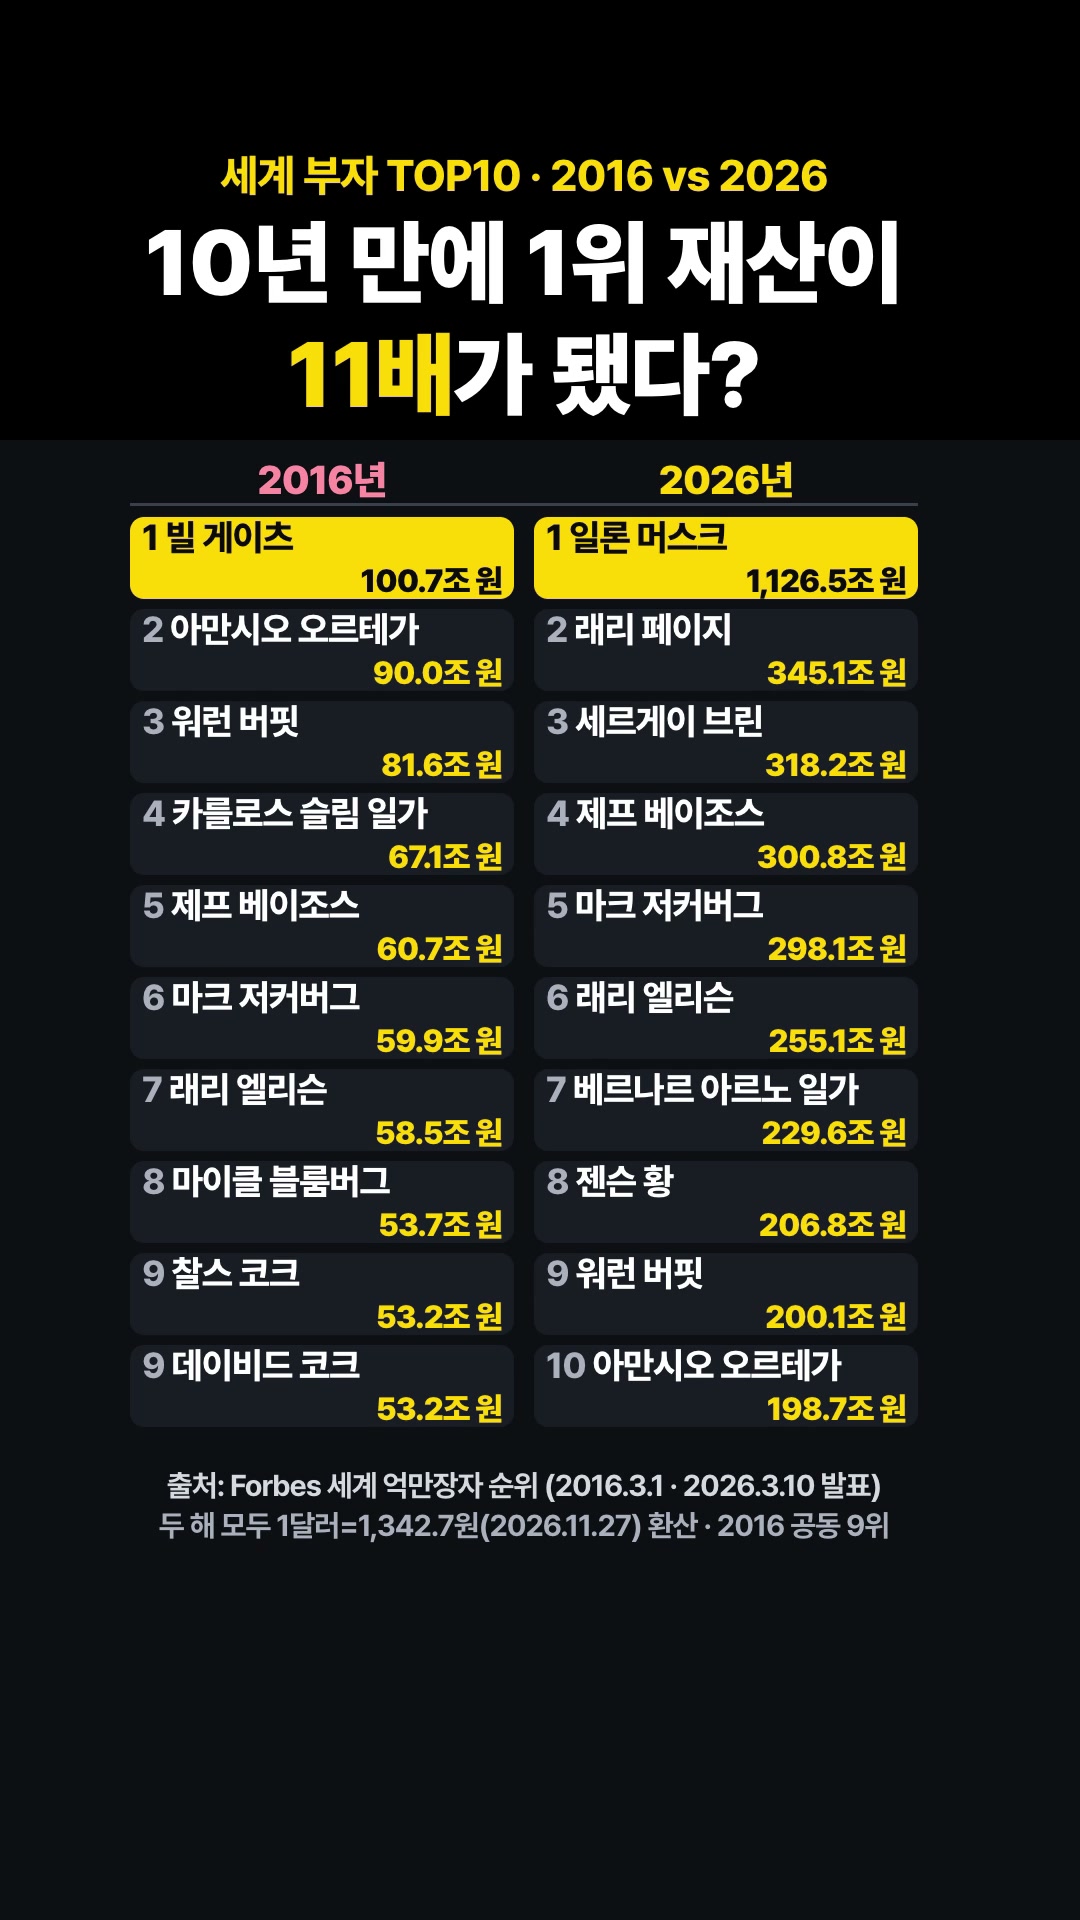 세계 부자 TOP10 · 2016 vs 2026
10년 만에 1위 재산이
11배가 됐다?
2016년
2026년
1 빌 게이츠
100.7조 원
1 일론 머스크
1,126.5조 원
2 아만시오 오르테가
90.0조 원
2 래리 페이지
345.1조 원
3 워런 버핏
81.6조 원
3 세르게이 브린
318.2조 원
4 카를로스 슬림 일가
67.1조 원
4 제프 베이조스
300.8조 원
5 제프 베이조스
60.7조 원
5 마크 저커버그
298.1조 원
6 마크 저커버그
59.9조 원
6 래리 엘리슨
255.1조 원
7 래리 엘리슨
58.5조 원
7 베르나르 아르노 일가
229.6조 원
8 마이클 블룸버그
53.7조 원
8 젠슨 황
206.8조 원
9 찰스 코크
53.2조 원
9 워런 버핏
200.1조 원
9 데이비드 코크
53.2조 원
10 아만시오 오르테가
198.7조 원
출처: Forbes 세계 억만장자 순위 (2016.3.1 · 2026.3.10 발표)
두 해 모두 1달러=1,342.7원(2026.11.27) 환산 · 2016 공동 9위